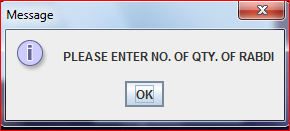 Message
PLEASE ENTER NO. OF QTY. OF RABDI
OK